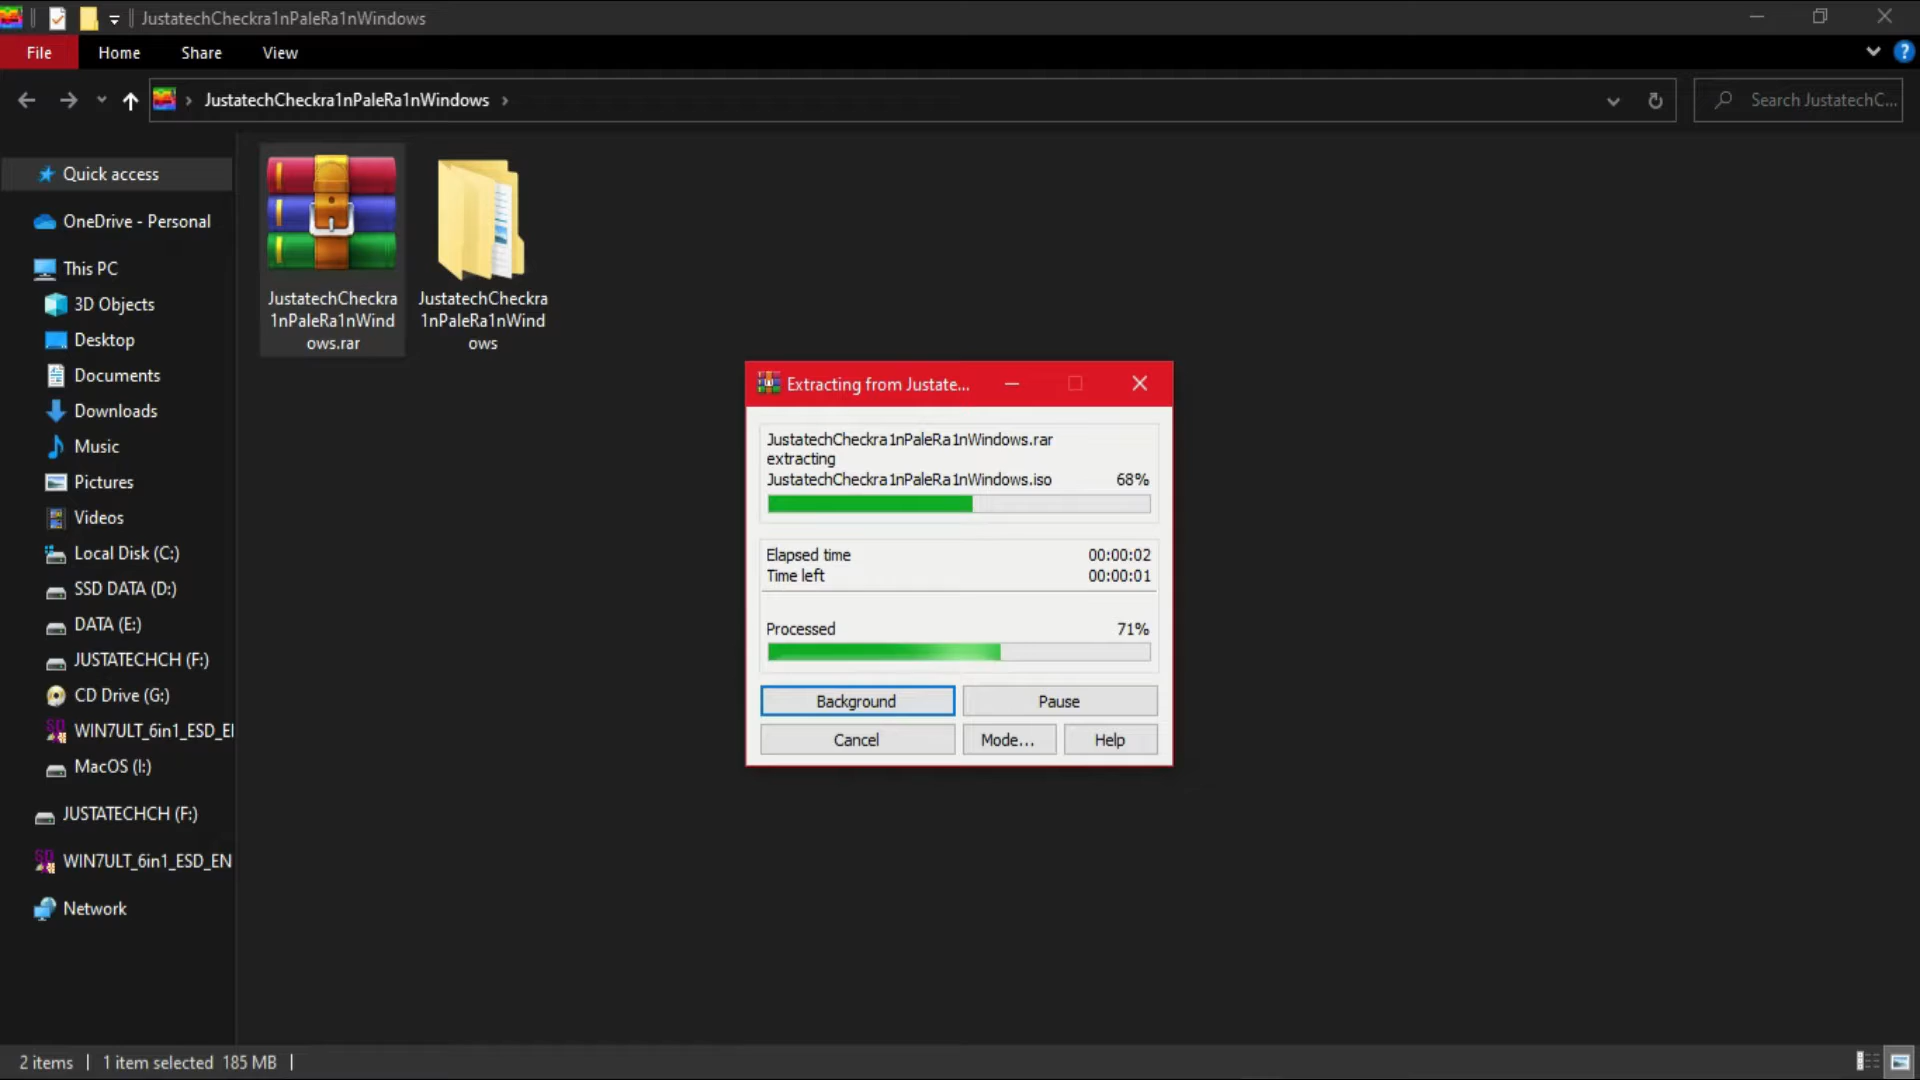 JustatechCheckra1nPaleRa1nWindows
File
Home
Share
View
JustatechCheckra1nPaleRa1nWindows
Search JustatechC...
Quick access
OneDrive - Personal
This PC
3D Objects
Desktop
Documents
Downloads
Music
Pictures
Videos
Local Disk (C:)
SSD DATA (D:)
DATA (E:)
JUSTATECHCH (F:)
CD Drive (G:)
WIN7ULT_6in1_ESD_E
MacOS (I:)
JUSTATECHCH (F:)
WIN7ULT_6in1_ESD_EN
Network
JustatechCheckra
1nPaleRa1nWind
ows.rar
JustatechCheckra
1nPaleRa1nWind
ows
Extracting from Justate...
JustatechCheckra1nPaleRa1nWindows.rar
extracting
JustatechCheckra1nPaleRa1nWindows.iso 68%
Elapsed time 00:00:02
Time left 00:00:01
Processed 71%
Background
Pause
Cancel
Mode...
Help
2 items
1 item selected 185 MB